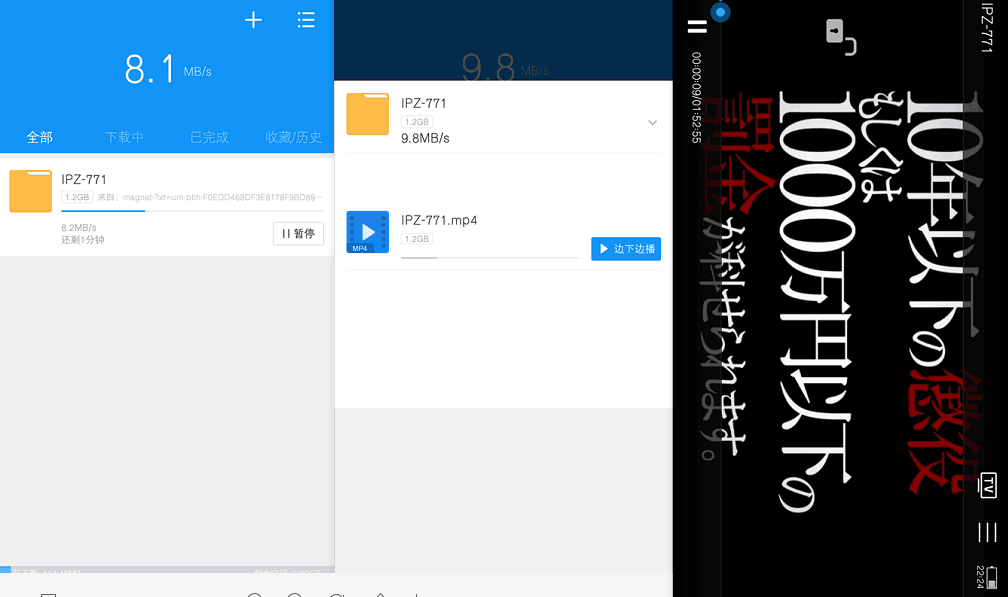 8.1 MB/s
全部 下载中 已完成 收藏/历史
IPZ-771
1.2GB 来自: magnet:?xt=urn:btih:F0EDD468DF3E8178F9BD89···
8.2MB/s
还剩1分钟
暂停
9.8 MB/s
IPZ-771
1.2GB
9.8MB/s
IPZ-771.mp4
MP4
1.2GB
边下边播
IPZ-771
00:00:09/01:52:55
10年以下の懲役
もしくは
1000万円以下の
罰金
が科せられます
TV
22:24